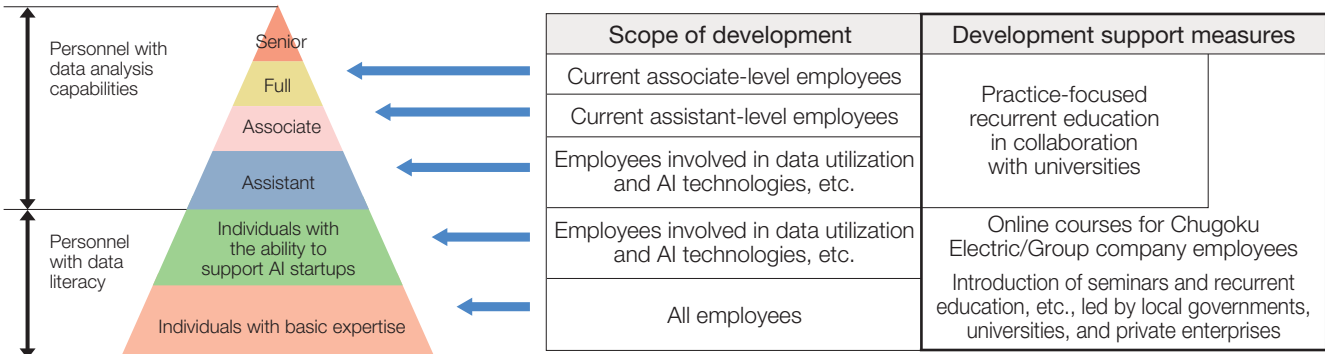 Personnel with
data analysis
capabilities
Senior
Full
Associate
Assistant
Personnel
with data
literacy
Individuals with
the ability to
support AI startups
Individuals with basic expertise
Scope of development
Development support measures
Current associate-level employees
Current assistant-level employees
Employees involved in data utilization
and AI technologies, etc.
Practice-focused
recurrent education
in collaboration
with universities
Employees involved in data utilization
and AI technologies, etc.
All employees
Online courses for Chugoku
Electric/Group company employees
Introduction of seminars and recurrent
education, etc., led by local governments,
universities, and private enterprises